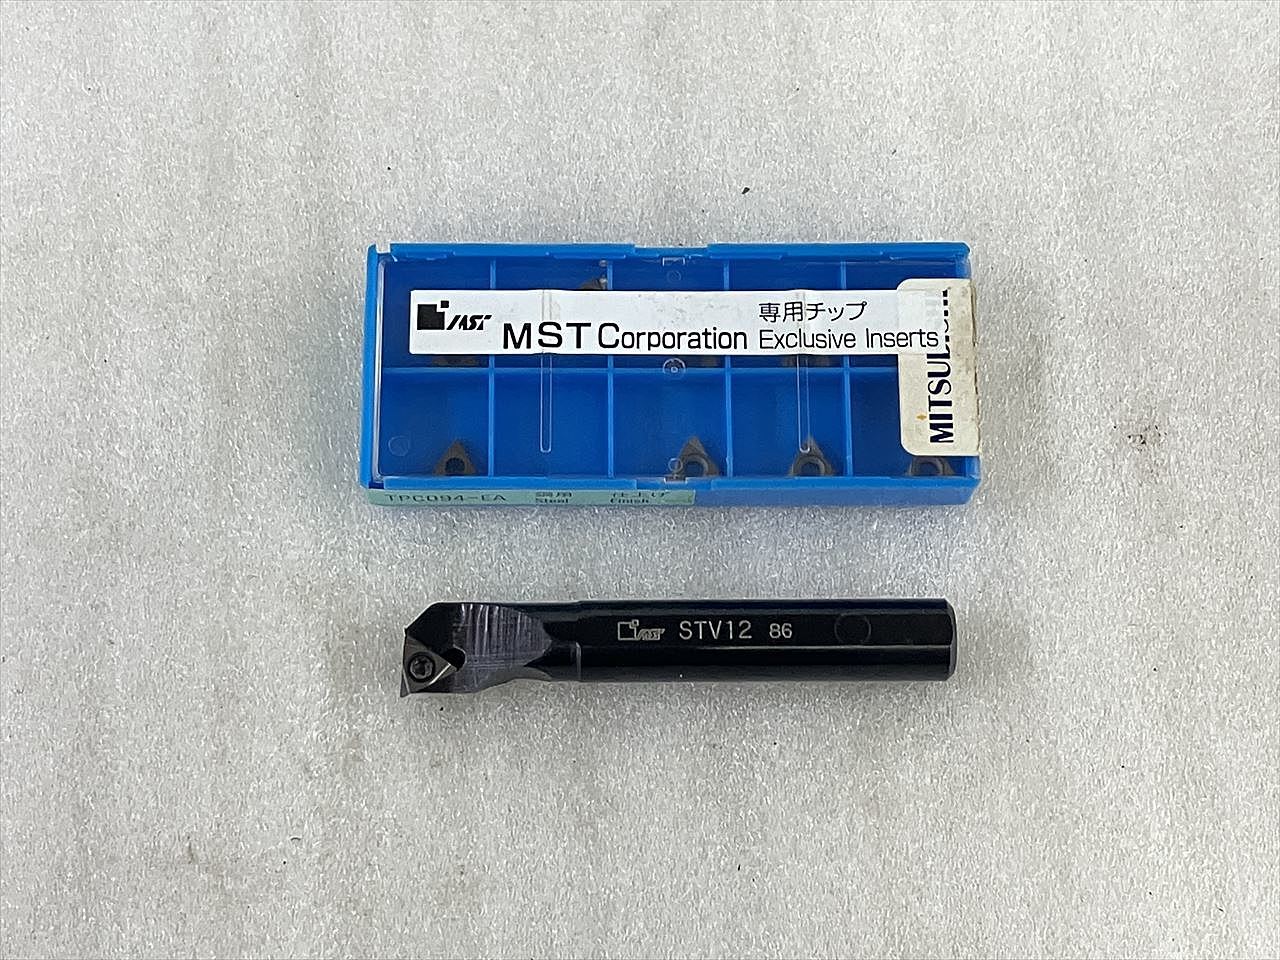 MST
MST Corporation
専用チップ
Exclusive Inserts
MITSUBISHI
TPC094-EA
鋼用
Steel
仕上げ
Finish
MST STV12 86